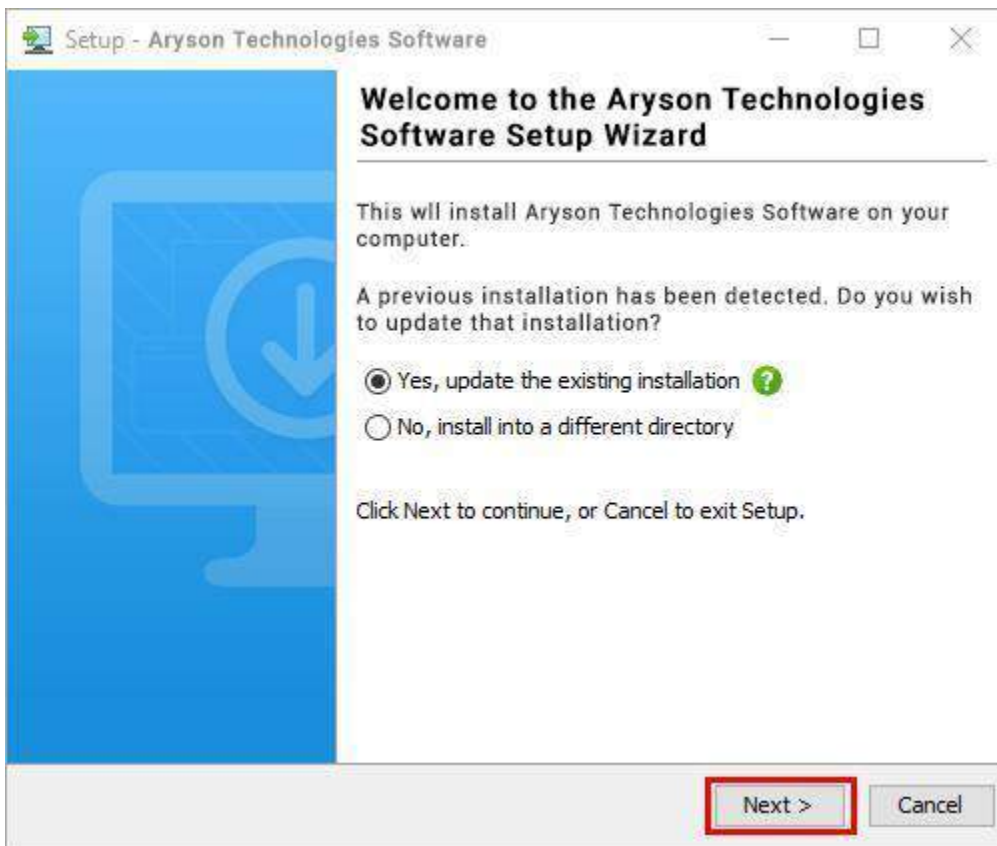 Setup - Aryson Technologies Software
Welcome to the Aryson Technologies
Software Setup Wizard
This wll install Aryson Technologies Software on your
computer.
A previous installation has been detected. Do you wish
to update that installation?
Yes, update the existing installation ?
No, install into a different directory
Click Next to continue, or Cancel to exit Setup.
Next > Cancel